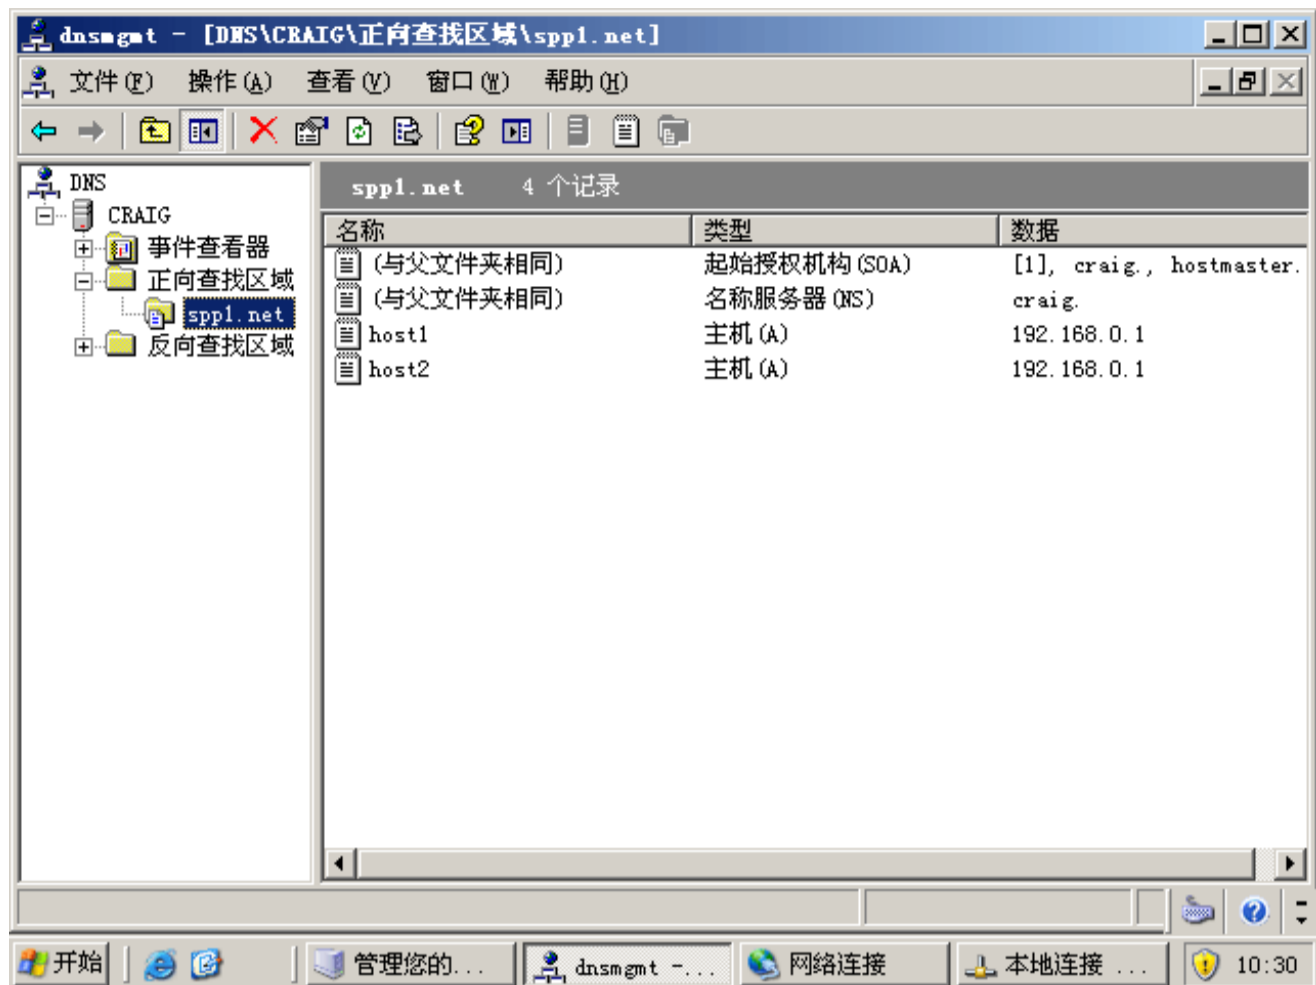 dnsmgmt - [DNS\CRAIG\正向查找区域\spp1.net]
文件(F) 操作(A) 查看(V) 窗口(W) 帮助(H)
DNS
CRAIG
事件查看器
正向查找区域
spp1.net
反向查找区域
spp1.net 4 个记录
名称 类型 数据
(与父文件夹相同) 起始授权机构(SOA) [1], craig., hostmaster.
(与父文件夹相同) 名称服务器(NS) craig.
host1 主机(A) 192.168.0.1
host2 主机(A) 192.168.0.1
开始 管理您的... dnsmgmt -... 网络连接 本地连接 ... 10:30